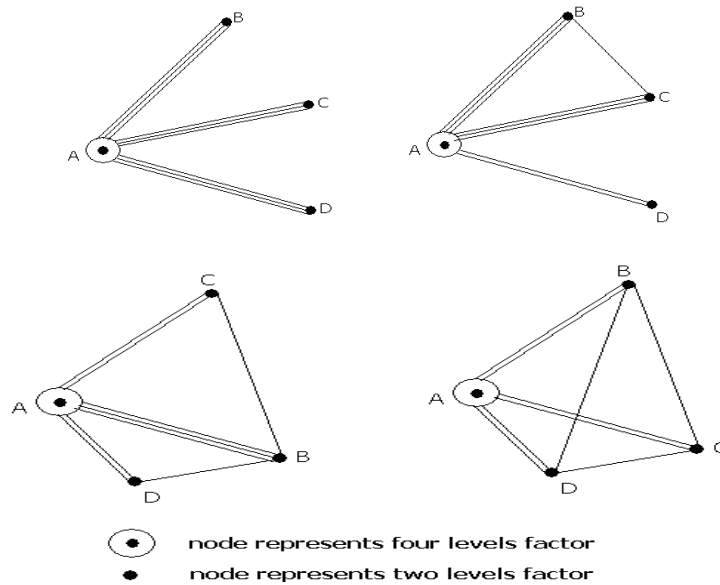 B
C
A
D
B
C
A
D
C
A
B
D
B
A
C
D
node represents four levels factor
node represents two levels factor